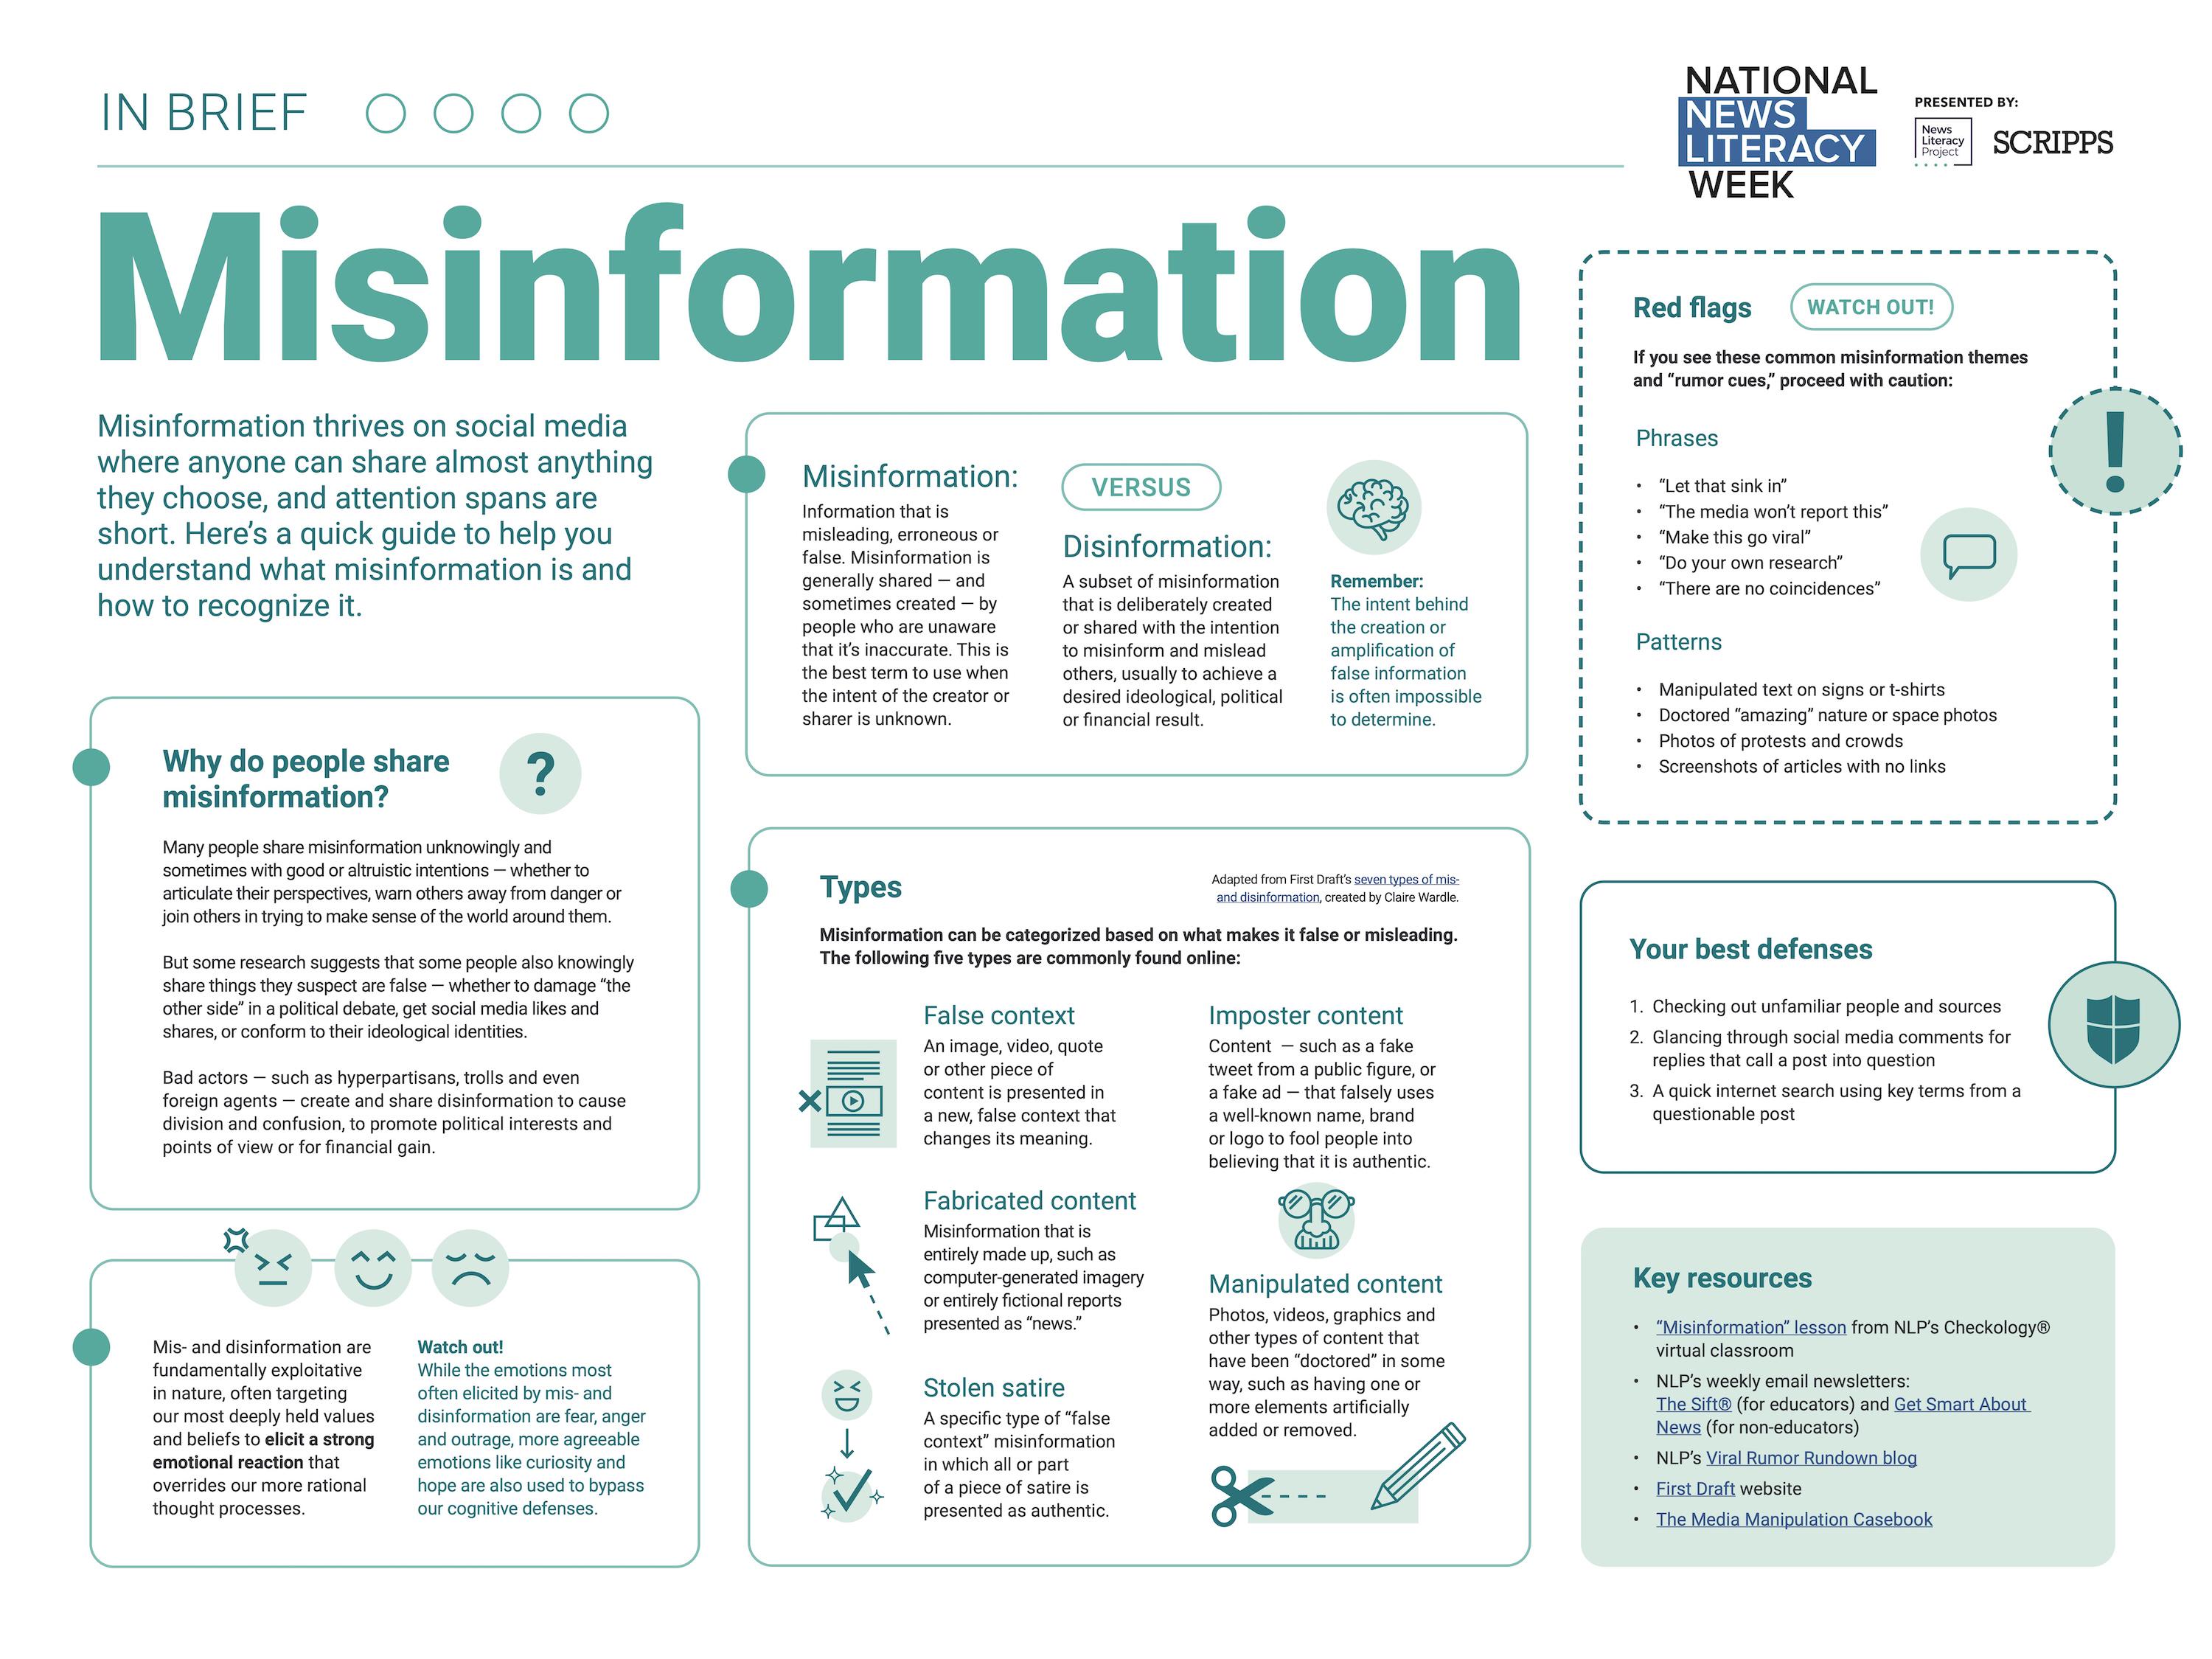 IN BRIEF
NATIONAL
NEWS
LITERACY
WEEK
PRESENTED BY:
News
Literacy
Project
SCRIPPS
Misinformation
Misinformation thrives on social media
where anyone can share almost anything
they choose, and attention spans are
short. Here’s a quick guide to help you
understand what misinformation is and
how to recognize it.
Why do people share
misinformation?
?
Many people share misinformation unknowingly and
sometimes with good or altruistic intentions — whether to
articulate their perspectives, warn others away from danger or
join others in trying to make sense of the world around them.
But some research suggests that some people also knowingly
share things they suspect are false — whether to damage “the
other side” in a political debate, get social media likes and
shares, or conform to their ideological identities.
Bad actors — such as hyperpartisans, trolls and even
foreign agents — create and share disinformation to cause
division and confusion, to promote political interests and
points of view or for financial gain.
Mis- and disinformation are
fundamentally exploitative
in nature, often targeting
our most deeply held values
and beliefs to elicit a strong
emotional reaction that
overrides our more rational
thought processes.
Watch out!
While the emotions most
often elicited by mis- and
disinformation are fear, anger
and outrage, more agreeable
emotions like curiosity and
hope are also used to bypass
our cognitive defenses.
Misinformation:
Information that is
misleading, erroneous or
false. Misinformation is
generally shared — and
sometimes created — by
people who are unaware
that it’s inaccurate. This is
the best term to use when
the intent of the creator or
sharer is unknown.
VERSUS
Disinformation:
A subset of misinformation
that is deliberately created
or shared with the intention
to misinform and mislead
others, usually to achieve a
desired ideological, political
or financial result.
Remember:
The intent behind
the creation or
amplification of
false information
is often impossible
to determine.
Types
Adapted from First Draft’s seven types of mis-
and disinformation, created by Claire Wardle.
Misinformation can be categorized based on what makes it false or misleading.
The following five types are commonly found online:
False context
An image, video, quote
or other piece of
content is presented in
a new, false context that
changes its meaning.
Fabricated content
Misinformation that is
entirely made up, such as
computer-generated imagery
or entirely fictional reports
presented as “news.”
Stolen satire
A specific type of “false
context” misinformation
in which all or part
of a piece of satire is
presented as authentic.
Imposter content
Content — such as a fake
tweet from a public figure, or
a fake ad — that falsely uses
a well-known name, brand
or logo to fool people into
believing that it is authentic.
Manipulated content
Photos, videos, graphics and
other types of content that
have been “doctored” in some
way, such as having one or
more elements artificially
added or removed.
Red flags
WATCH OUT!
If you see these common misinformation themes
and “rumor cues,” proceed with caution:
!
Phrases
• “Let that sink in”
• “The media won’t report this”
• “Make this go viral”
• “Do your own research”
• “There are no coincidences”
Patterns
• Manipulated text on signs or t-shirts
• Doctored “amazing” nature or space photos
• Photos of protests and crowds
• Screenshots of articles with no links
Your best defenses
1. Checking out unfamiliar people and sources
2. Glancing through social media comments for
replies that call a post into question
3. A quick internet search using key terms from a
questionable post
Key resources
• “Misinformation” lesson from NLP’s Checkology®
virtual classroom
• NLP’s weekly email newsletters:
The Sift® (for educators) and Get Smart About
News (for non-educators)
• NLP’s Viral Rumor Rundown blog
• First Draft website
• The Media Manipulation Casebook